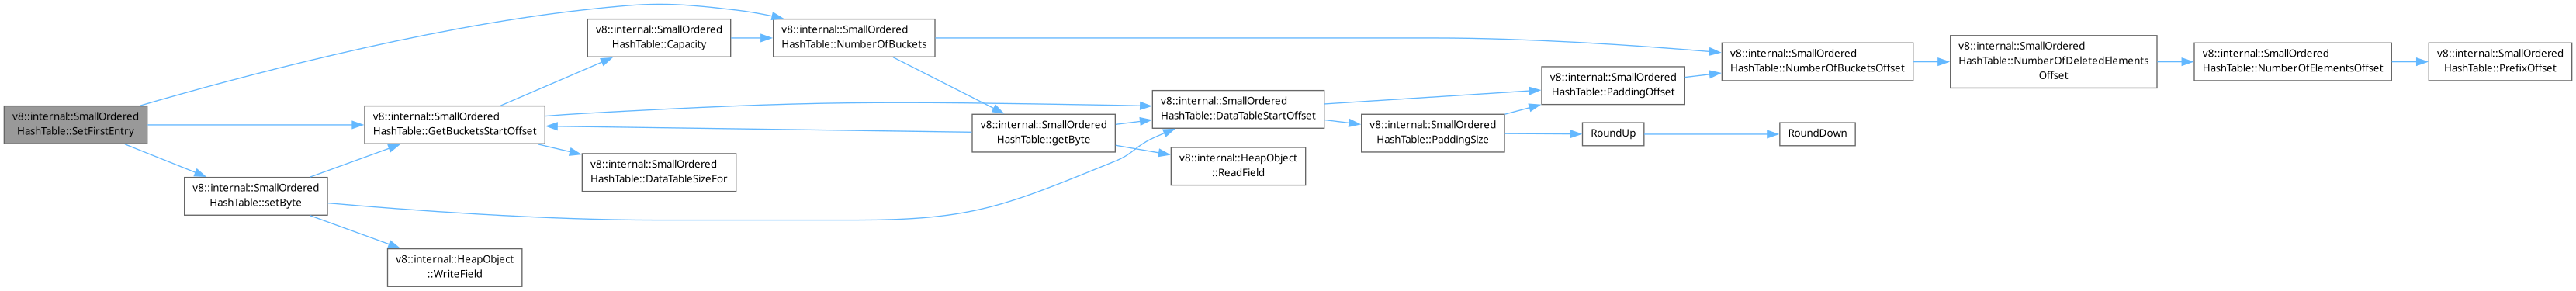 v8::internal::SmallOrdered
HashTable::SetFirstEntry
v8::internal::SmallOrdered
HashTable::GetBucketsStartOffset
v8::internal::SmallOrdered
HashTable::setByte
v8::internal::HeapObject
::WriteField
v8::internal::SmallOrdered
HashTable::Capacity
v8::internal::SmallOrdered
HashTable::DataTableSizeFor
v8::internal::SmallOrdered
HashTable::NumberOfBuckets
v8::internal::SmallOrdered
HashTable::getByte
v8::internal::SmallOrdered
HashTable::DataTableStartOffset
v8::internal::HeapObject
::ReadField
v8::internal::SmallOrdered
HashTable::PaddingSize
v8::internal::SmallOrdered
HashTable::PaddingOffset
RoundUp
v8::internal::SmallOrdered
HashTable::NumberOfBucketsOffset
RoundDown
v8::internal::SmallOrdered
HashTable::NumberOfDeletedElements
Offset
v8::internal::SmallOrdered
HashTable::NumberOfElementsOffset
v8::internal::SmallOrdered
HashTable::PrefixOffset